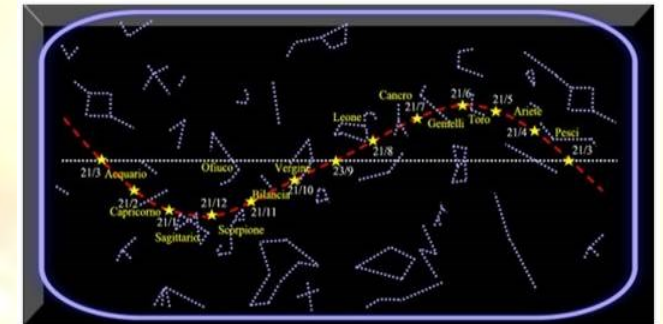 Cancro
21/7
21/6
21/5
Leone
Gemelli
Toro
Ariete
21/4
Pesci
21/8
21/3
Ofiuco
Vergine
23/9
21/3
Acquario
21/10
21/2
Bilancia
Capricorno
21/12
21/11
21/1
Sagittario
Scorpione